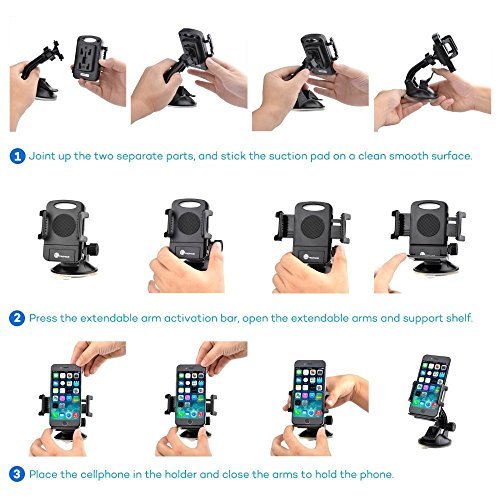 1 Joint up the two separate parts, and stick the suction pad on a clean smooth surface.
2 Press the extendable arm activation bar, open the extendable arms and support shelf.
3 Place the cellphone in the holder and close the arms to hold the phone.